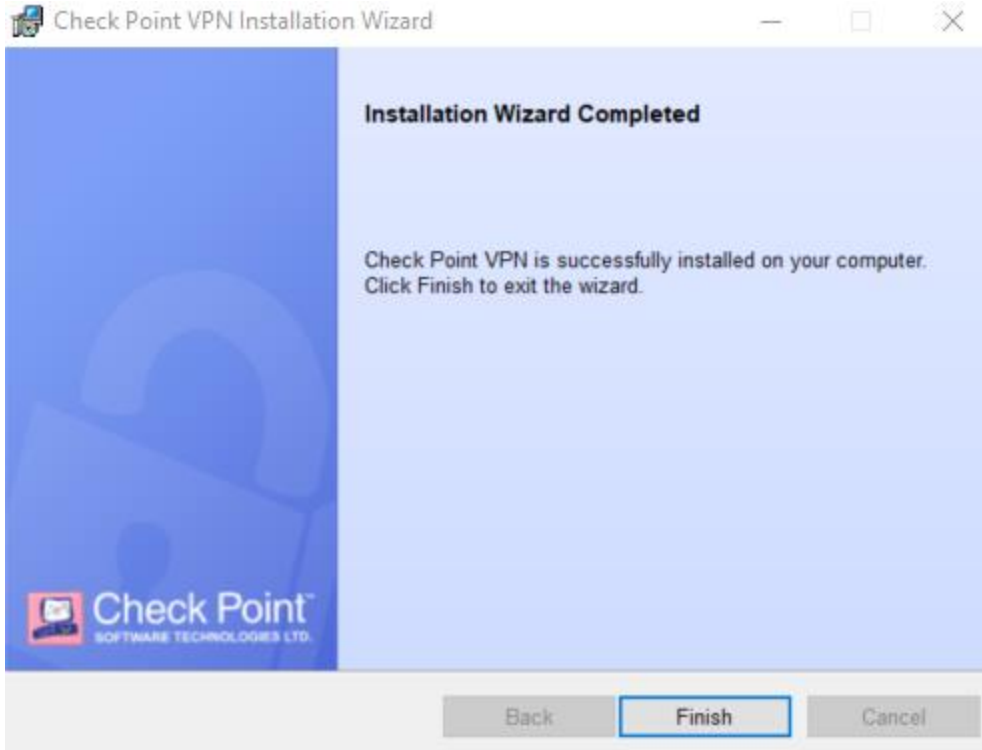 Check Point VPN Installation Wizard
Installation Wizard Completed
Check Point VPN is successfully installed on your computer.
Click Finish to exit the wizard.
Check Point™
SOFTWARE TECHNOLOGIES LTD.
Back
Finish
Cancel